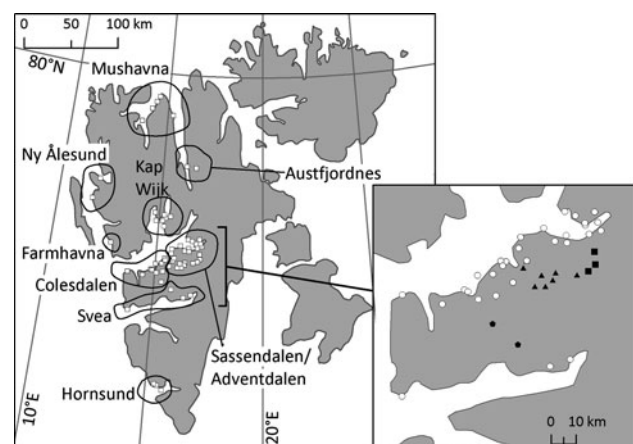 0 50 100 km
80°N
Mushavna
Ny Ålesund
Kap
Wijk
Austfjordnes
Farmhavna
Colesdalen
Svea
Sassendalen/
Adventdalen
Hornsund
10°E
20°E
0 10 km